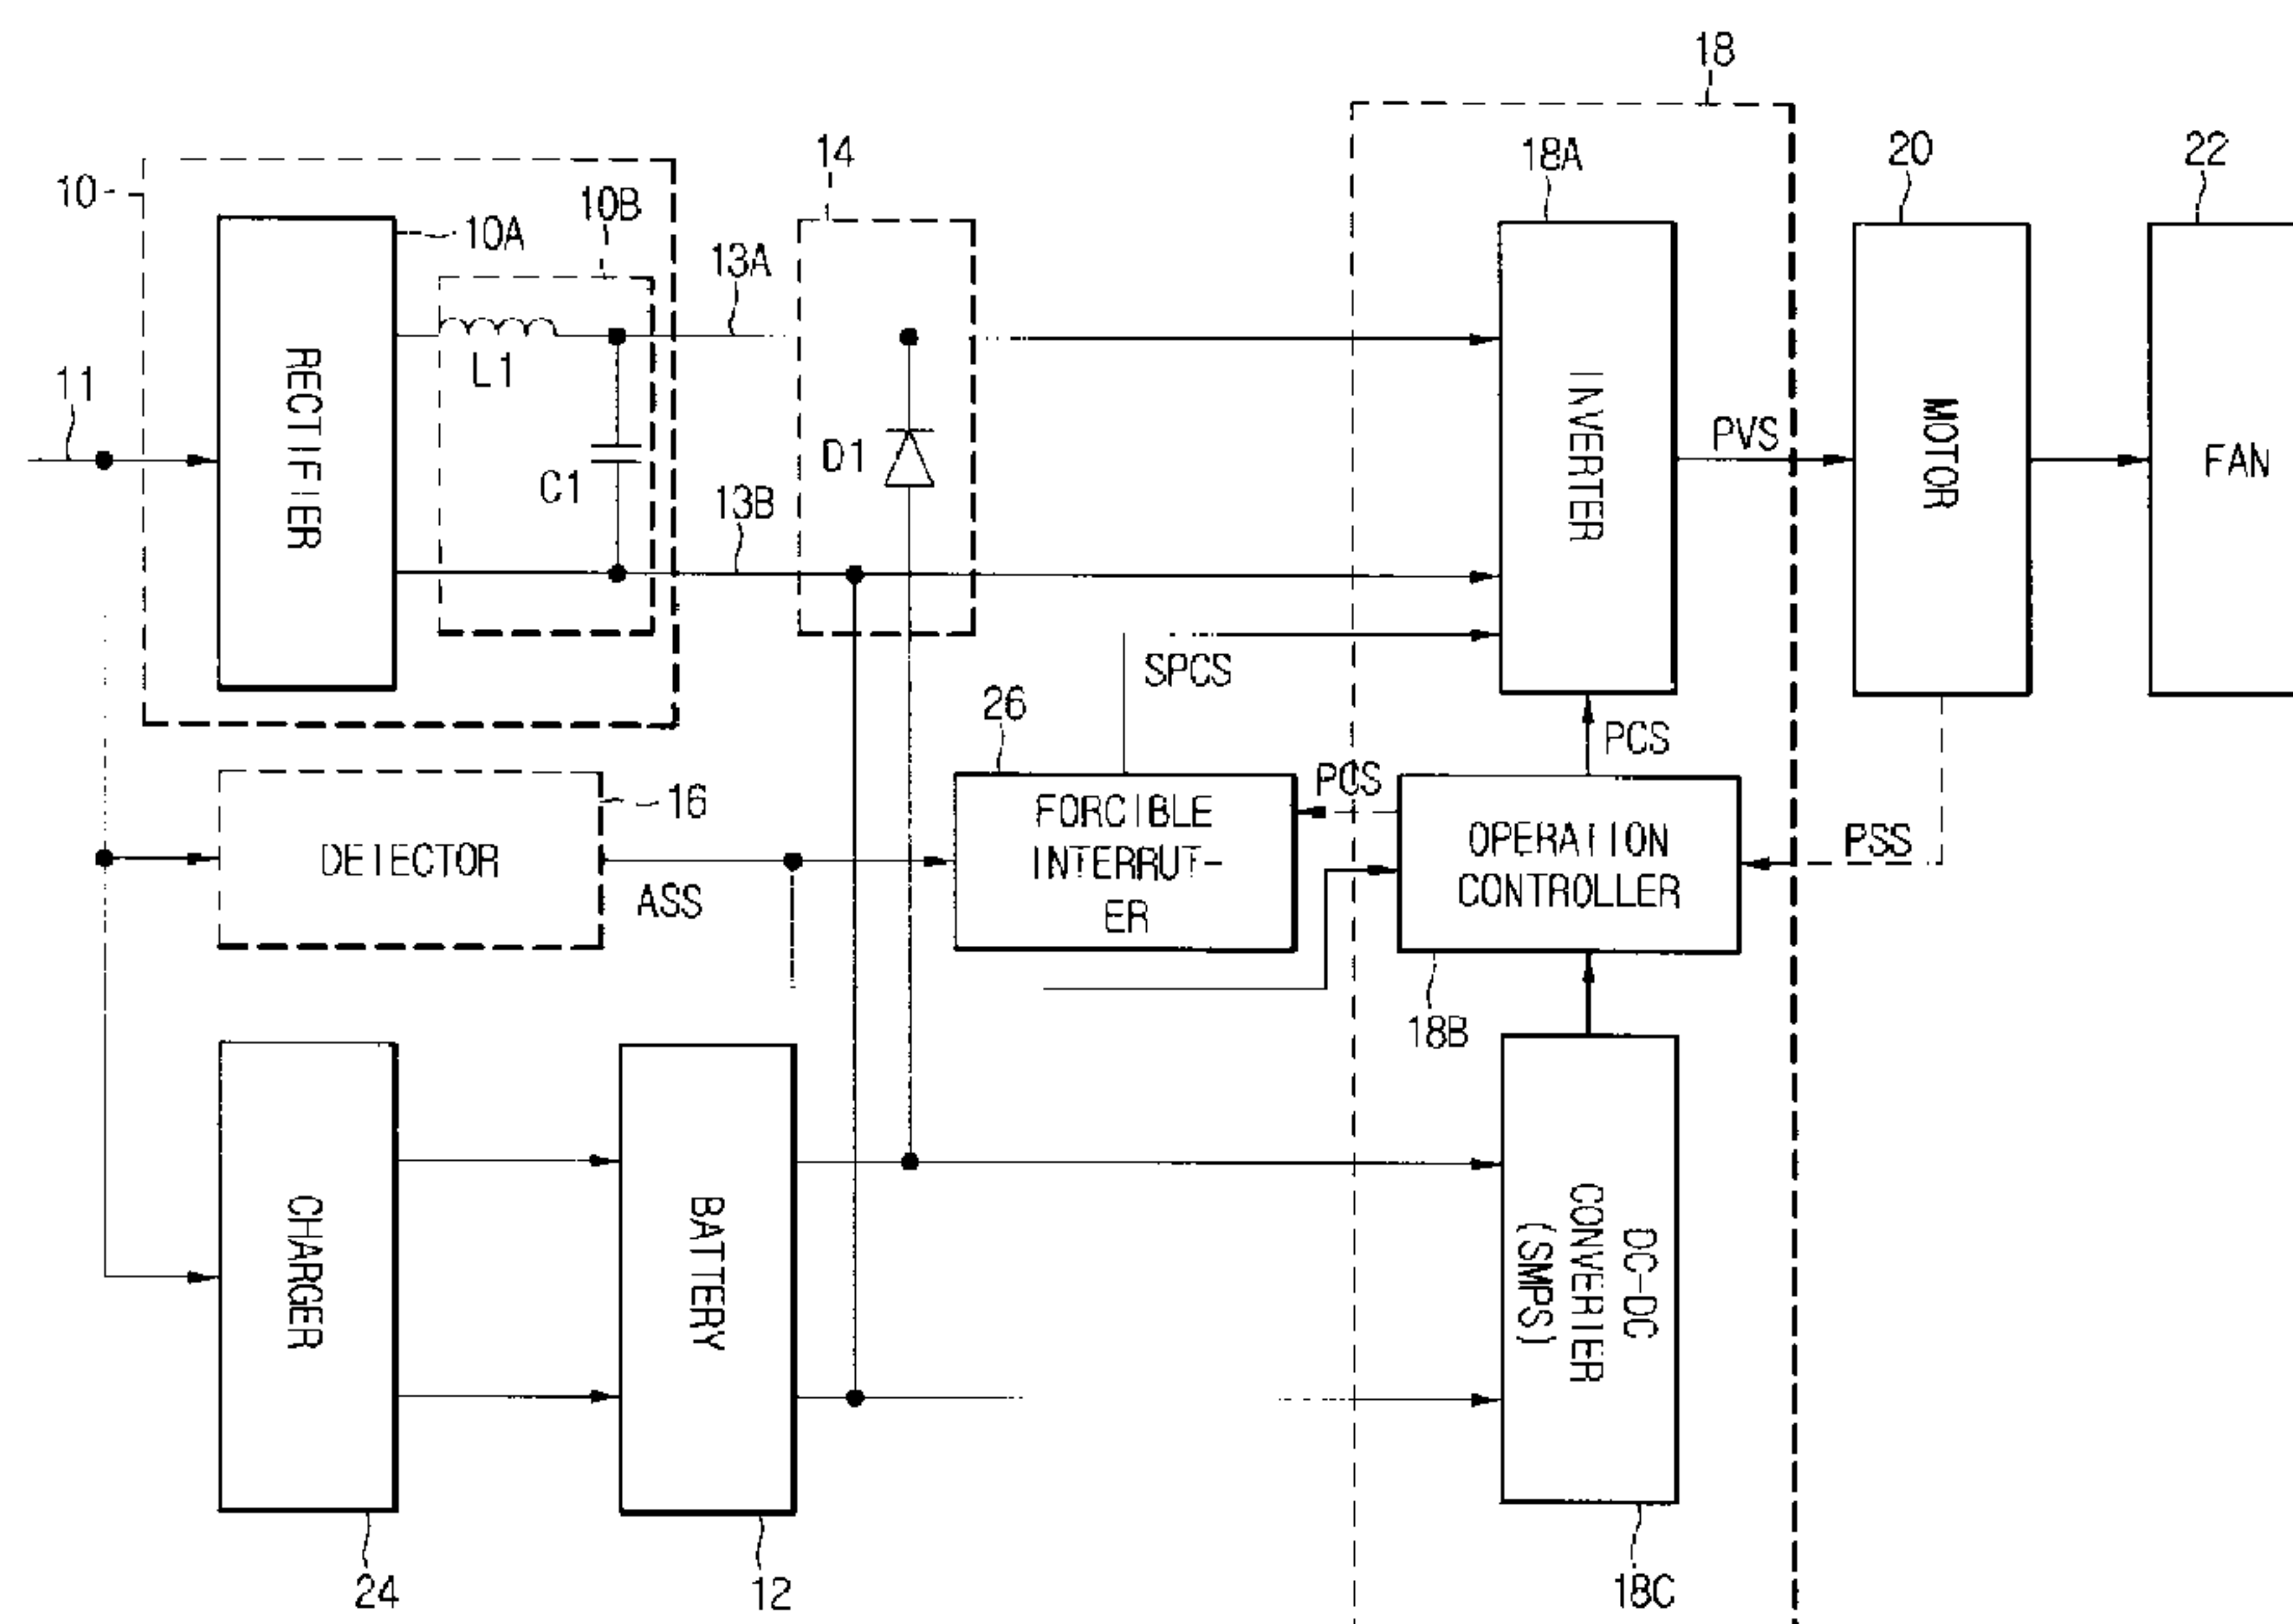 18
14
18A
20
22
10
10B
10A
13A
RECTIFIER
L1
11
INVERTER
MOTOR
PVS
FAN
D1
C1
13B
SPCS
26
PCS
PCS
16
FORCIBLE
INTERRUT-
ER
OPERATION
CONTROLLER
PSS
DETECTOR
ASS
18B
CHARGER
BATTERY
DC-DC
CONVERTER
(SMPS)
24
12
18C